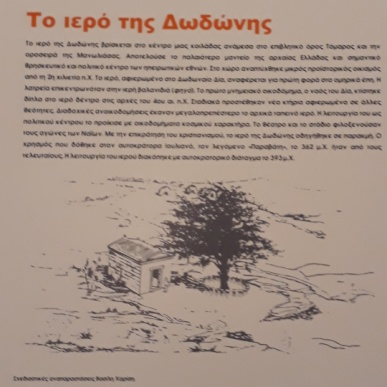 Το ιερό της Δωδώνης
Το ιερό της Δωδώνης βρίσκεται στο κέντρο μιας κοιλάδας ανάμεσα στο επιβλητικό όρος Τόμαρος και την
οροσειρά της Μανωλιάσας. Αποτελούσε το παλαιότερο μαντείο της αρχαίας Ελλάδας και σημαντικό
θρησκευτικό και πολιτικό κέντρο των ηπειρωτικών εθνών. Στο χώρο αναπτύχθηκε μικρός προϊστορικός οικισμός
από τη 2η χιλιετία π.Χ. Το ιερό, αφιερωμένο στο Δωδωναίο Δία, αναφέρεται για πρώτη φορά στα ομηρικά έπη. Η
λατρεία επικεντρωνόταν στην ιερή βαλανιδιά (φηγό). Το πρώτο μνημειακό οικοδόμημα, ο ναός του Δία, κτίστηκε
δίπλα στο ιερό δέντρο στις αρχές του 4ου αι. π.Χ. Σταδιακά προστέθηκαν νέα κτήρια αφιερωμένα σε άλλες
θεότητες. Διαδοχικές ανοικοδομήσεις έκαναν μεγαλοπρεπέστερο το αρχικά ταπεινό ιερό. Η λειτουργία του ως
πολιτικού κέντρου το προίκισε με οικοδομήματα κοσμικού χαρακτήρα. Το θέατρο και το στάδιο φιλοξενούσαν
τους αγώνες των Ναΐων. Με την επικράτηση του χριστιανισμού, το ιερό της Δωδώνης οδηγήθηκε σε παρακμή. Ο
χρησμός που δόθηκε στον αυτοκράτορα Ιουλιανό, τον λεγόμενο «Παραβάτη», το 362 μ.Χ. ήταν από τους
τελευταίους. Η λειτουργία του ιερού διακόπηκε με αυτοκρατορικό διάταγμα το 393 μ.Χ.
Σχεδιαστικές αναπαραστάσεις Βασίλη Χαρίση.